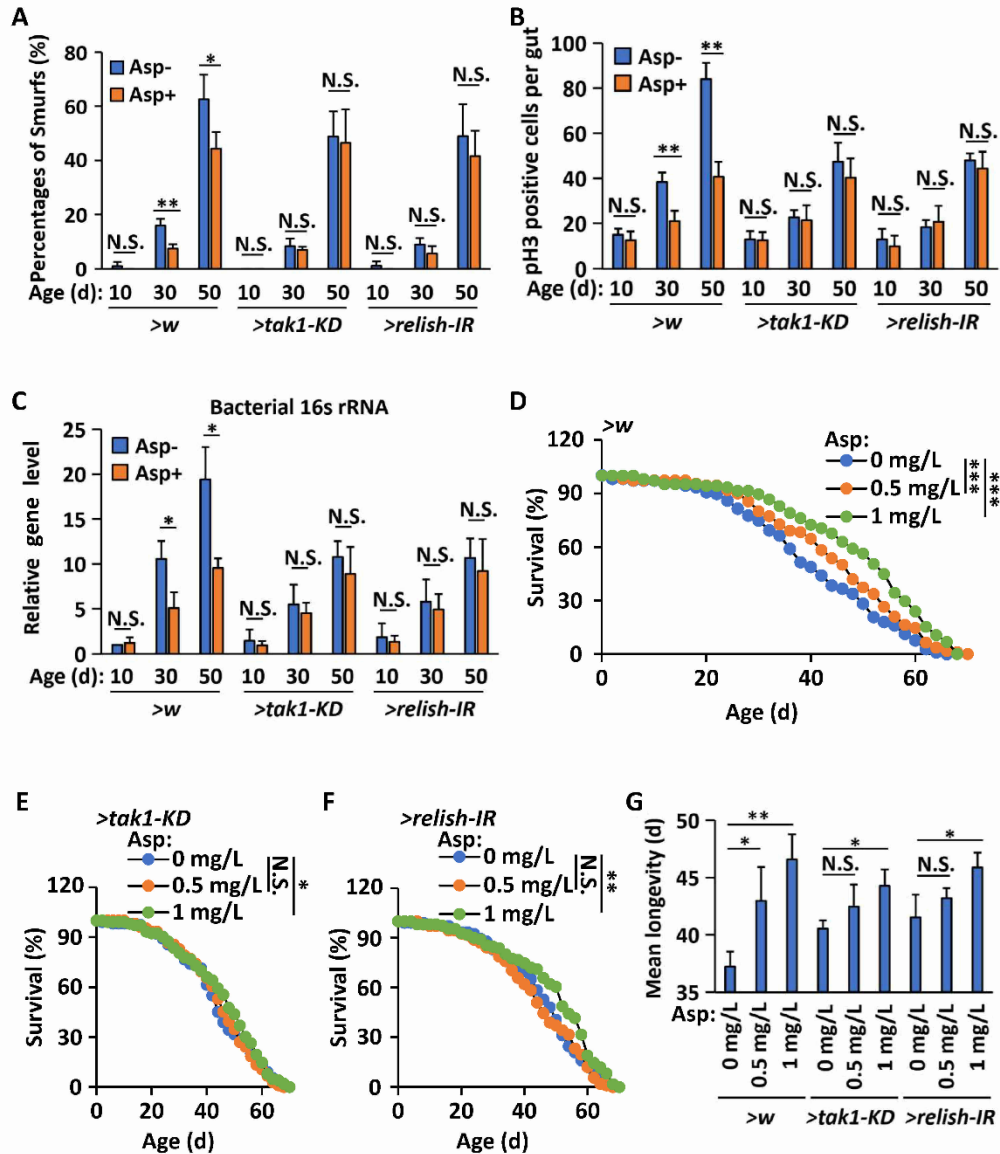 A
Percentages of Smurfs (%)
80
60
40
20
0
Asp-
Asp+
N.S.
**
*
N.S.
N.S.
N.S.
N.S.
N.S.
N.S.
Age (d): 10 30 50 10 30 50 10 30 50
>w >tak1-KD >relish-IR
B
pH3 positive cells per gut
100
80
60
40
20
0
Asp-
Asp+
N.S.
**
**
N.S.
N.S.
N.S.
N.S.
N.S.
N.S.
Age (d): 10 30 50 10 30 50 10 30 50
>w >tak1-KD >relish-IR
C
Bacterial 16s rRNA
Relative gene level
25
20
15
10
5
0
Asp-
Asp+
N.S.
*
*
N.S.
N.S.
N.S.
N.S.
N.S.
N.S.
Age (d): 10 30 50 10 30 50 10 30 50
>w >tak1-KD >relish-IR
D
>w
Asp:
0 mg/L
0.5 mg/L
1 mg/L
***
***
Survival (%)
120
90
60
30
0
0 20 40 60
Age (d)
E
>tak1-KD
Asp:
0 mg/L
0.5 mg/L
1 mg/L
N.S.
*
Survival (%)
120
90
60
30
0
0 20 40 60
Age (d)
F
>relish-IR
Asp:
0 mg/L
0.5 mg/L
1 mg/L
N.S.
**
Survival (%)
120
90
60
30
0
0 20 40 60
Age (d)
G
Mean longevity (d)
50
45
40
35
**
*
*
N.S.
*
N.S.
Asp: 0 mg/L 0.5 mg/L 1 mg/L 0 mg/L 0.5 mg/L 1 mg/L 0 mg/L 0.5 mg/L 1 mg/L
>w >tak1-KD >relish-IR